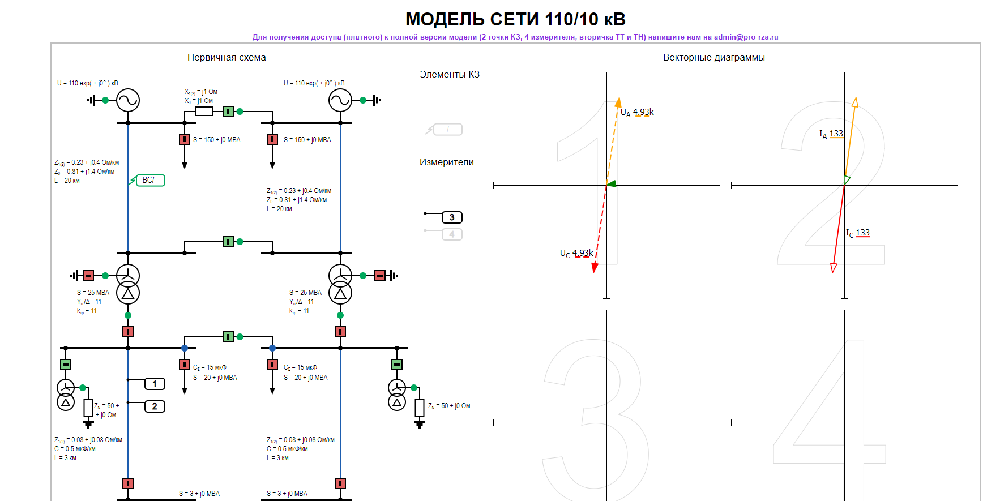 МОДЕЛЬ СЕТИ 110/10 кВ
Для получения доступа (платного) к полной версии модели (2 точки КЗ, 4 измерителя, вторичка ТТ и ТН) напишите нам на admin@pro-rza.ru
Первичная схема
Векторные диаграммы
Элементы КЗ
U = 110·exp( + j0° ) кВ
X1(2) = j1 Ом
X0 = j1 Ом
U = 110·exp( + j0° ) кВ
S = 150 + j0 МВА
S = 150 + j0 МВА
--/--
Z1(2) = 0.23 + j0.4 Ом/км
Z0 = 0.81 + j1.4 Ом/км
L = 20 км
BC/--
Измерители
Z1(2) = 0.23 + j0.4 Ом/км
Z0 = 0.81 + j1.4 Ом/км
L = 20 км
3
4
S = 25 МВА
Yo/Δ - 11
kтр = 11
S = 25 МВА
Yo/Δ - 11
kтр = 11
CΣ = 15 мкФ
S = 20 + j0 МВА
CΣ = 15 мкФ
S = 20 + j0 МВА
1
2
ZN = 50 +
+ j0 Ом
ZN = 50 + j0 Ом
Z1(2) = 0.08 + j0.08 Ом/км
C = 0.5 мкФ/км
L = 3 км
Z1(2) = 0.08 + j0.08 Ом/км
C = 0.5 мкФ/км
L = 3 км
S = 3 + j0 МВА
S = 3 + j0 МВА
1
UA 4.93k
UC 4.93k
2
IA 133
IC 133
3
4